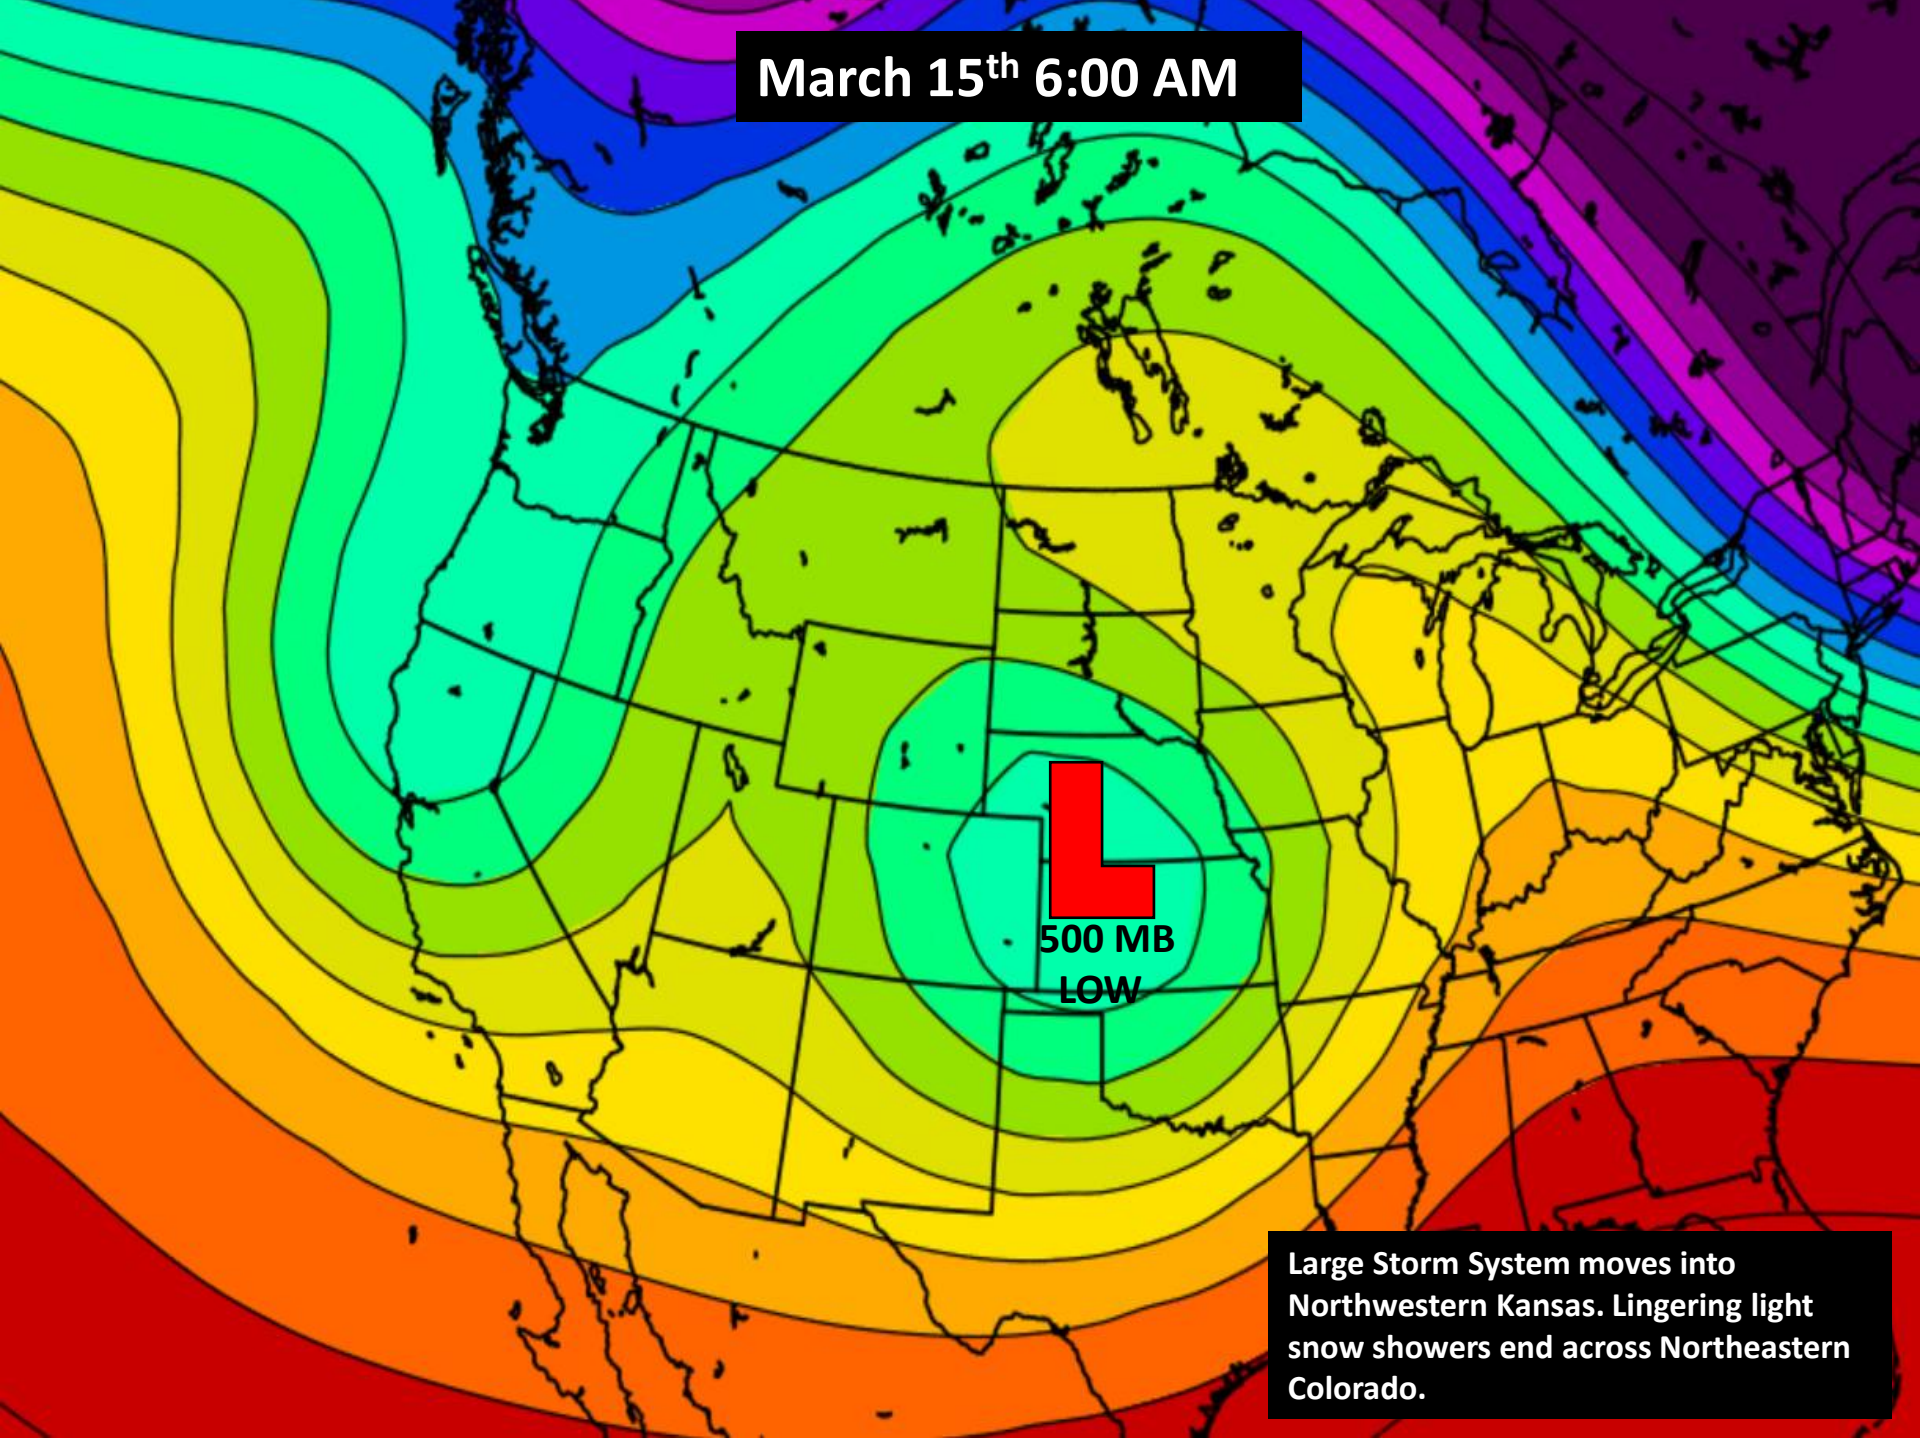 March 15th 6:00 AM
L
500 MB
LOW
Large Storm System moves into
Northwestern Kansas. Lingering light
snow showers end across Northeastern
Colorado.